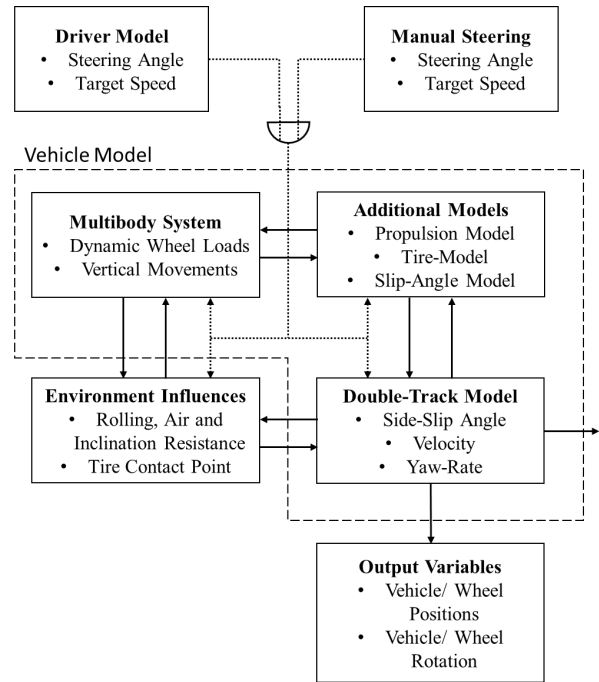 Driver Model
• Steering Angle
• Target Speed
Manual Steering
• Steering Angle
• Target Speed
Vehicle Model
Multibody System
• Dynamic Wheel Loads
• Vertical Movements
Additional Models
• Propulsion Model
• Tire-Model
• Slip-Angle Model
Environment Influences
• Rolling, Air and
Inclination Resistance
• Tire Contact Point
Double-Track Model
• Side-Slip Angle
• Velocity
• Yaw-Rate
Output Variables
• Vehicle/ Wheel
Positions
• Vehicle/ Wheel
Rotation